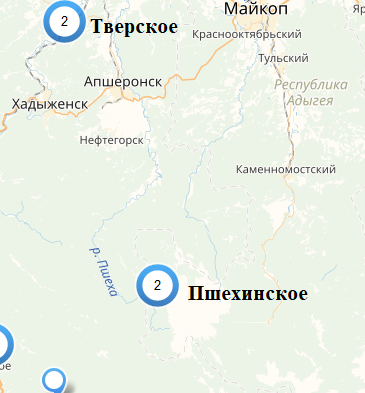 Майкоп
2
Тверское
Краснооктябрьский
Тульский
Апшеронск
Республика
Адыгея
Хадыженск
Нефтегорск
Каменномостский
р. Пшеха
2
Пшехинское